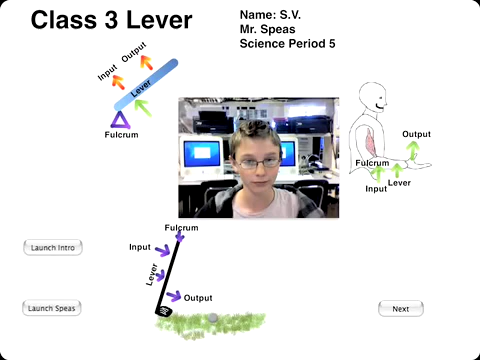 Class 3 Lever
Name: S.V.
Mr. Speas
Science Period 5
Input
Output
Lever
Fulcrum
Output
Fulcrum
Lever
Input
Fulcrum
Input
Lever
Output
Launch Intro
Launch Speas
Next